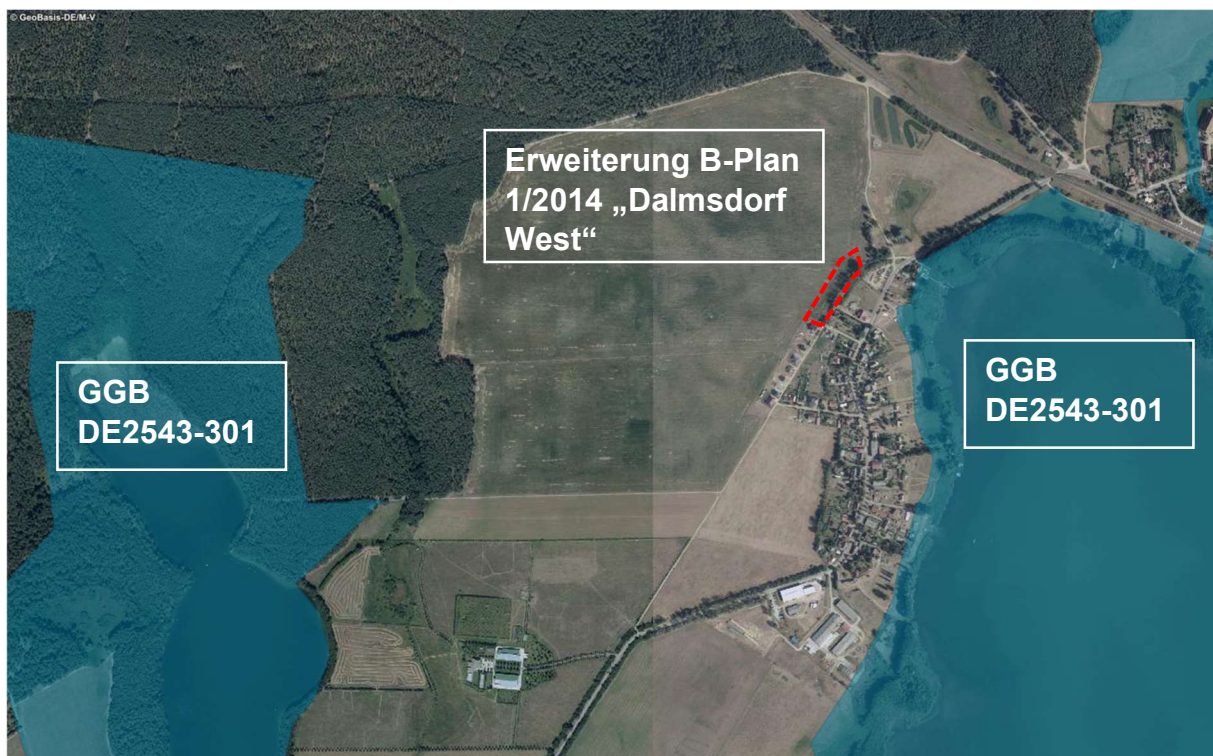 © GeoBasis-DE/M-V
Erweiterung B-Plan
1/2014 „Dalmsdorf
West“
GGB
DE2543-301
GGB
DE2543-301